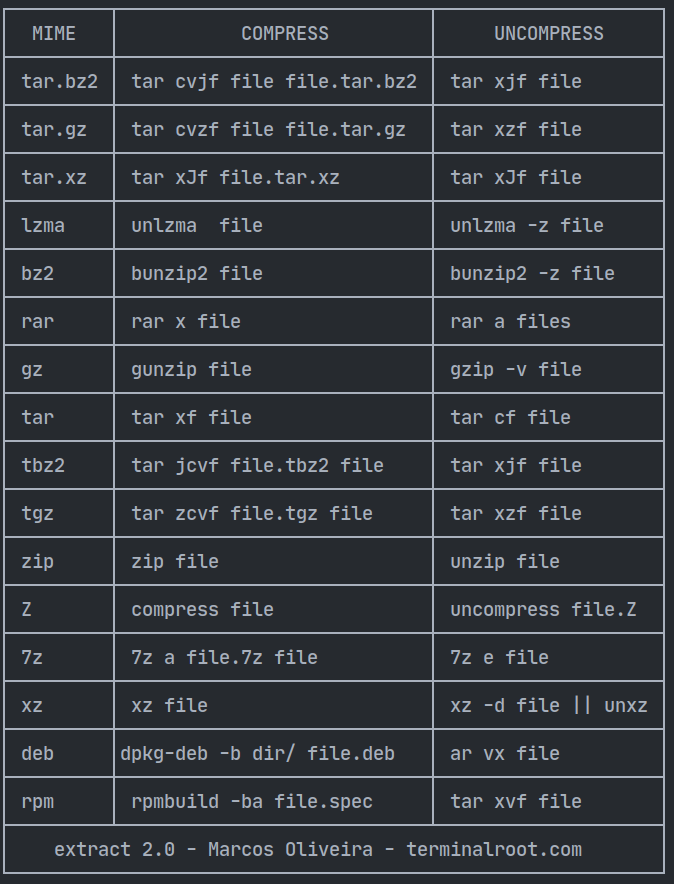 MIME COMPRESS UNCOMPRESS
tar.bz2 tar cvjf file file.tar.bz2 tar xjf file
tar.gz tar cvzf file file.tar.gz tar xzf file
tar.xz tar xJf file.tar.xz tar xJf file
lzma unlzma  file unlzma -z file
bz2 bunzip2 file bunzip2 -z file
rar rar x file rar a files
gz gunzip file gzip -v file
tar tar xf file tar cf file
tbz2 tar jcvf file.tbz2 file tar xjf file
tgz tar zcvf file.tgz file tar xzf file
zip zip file unzip file
Z compress file uncompress file.Z
7z 7z a file.7z file 7z e file
xz xz file xz -d file || unxz
deb dpkg-deb -b dir/ file.deb ar vx file
rpm rpmbuild -ba file.spec tar xvf file
extract 2.0 - Marcos Oliveira - terminalroot.com